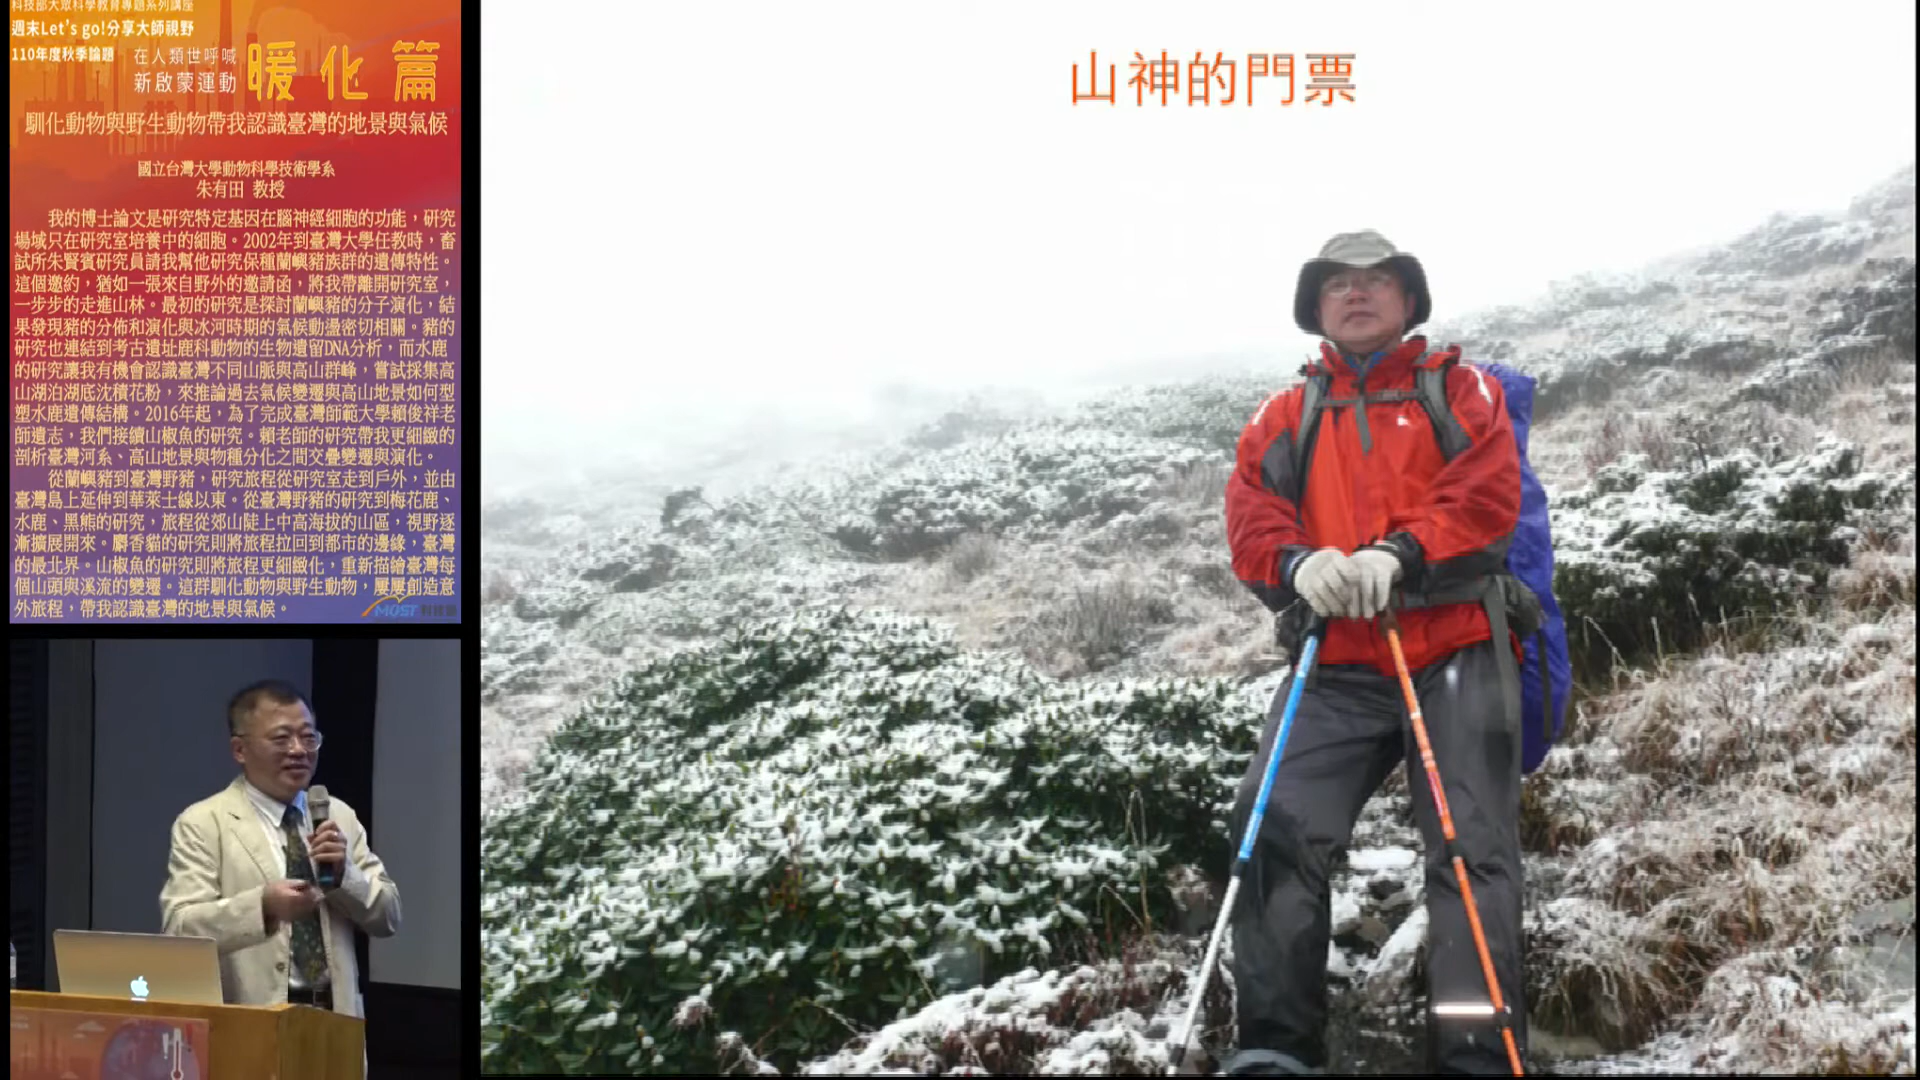 科技部大眾科學教育專題系列講座
週末Let's go!分享大師視野
110年度秋季論題
在人類世呼喊
新啟蒙運動
暖化篇
馴化動物與野生動物帶我認識臺灣的地景與氣候
國立台灣大學動物科學技術學系
朱有田 教授
我的博士論文是研究特定基因在腦神經細胞的功能，研究
場域只在研究室培養中的細胞。2002年到臺灣大學任教時，畜
試所朱賢賓研究員請我幫他研究保種蘭嶼豬族群的遺傳特性。
這個邀約，猶如一張來自野外的邀請函，將我帶離開研究室，
一步步的走進山林。最初的研究是探討蘭嶼豬的分子演化，結
果發現豬的分佈和演化與冰河時期的氣候動盪密切相關。豬的
研究也連結到考古遺址鹿科動物的生物遺留DNA分析，而水鹿
的研究讓我有機會認識臺灣不同山脈與高山群峰，嘗試採集高
山湖泊湖底沈積花粉，來推論過去氣候變遷與高山地景如何型
塑水鹿遺傳結構。2016年起，為了完成臺灣師範大學賴俊祥老
師遺志，我們接續山椒魚的研究。賴老師的研究帶我更細緻的
剖析臺灣河系、高山地景與物種分化之間交疊變遷與演化。
從蘭嶼豬到臺灣野豬，研究旅程從研究室走到戶外，並由
臺灣島上延伸到華萊士線以東。從臺灣野豬的研究到梅花鹿、
水鹿、黑熊的研究，旅程從郊山陡上中高海拔的山區，視野逐
漸擴展開來。麝香貓的研究則將旅程拉回到都市的邊緣，臺灣
的最北界。山椒魚的研究則將旅程更細緻化，重新描繪臺灣每
個山頭與溪流的變遷。這群馴化動物與野生動物，屢屢創造意
外旅程，帶我認識臺灣的地景與氣候。
MOST 科技部
山神的門票